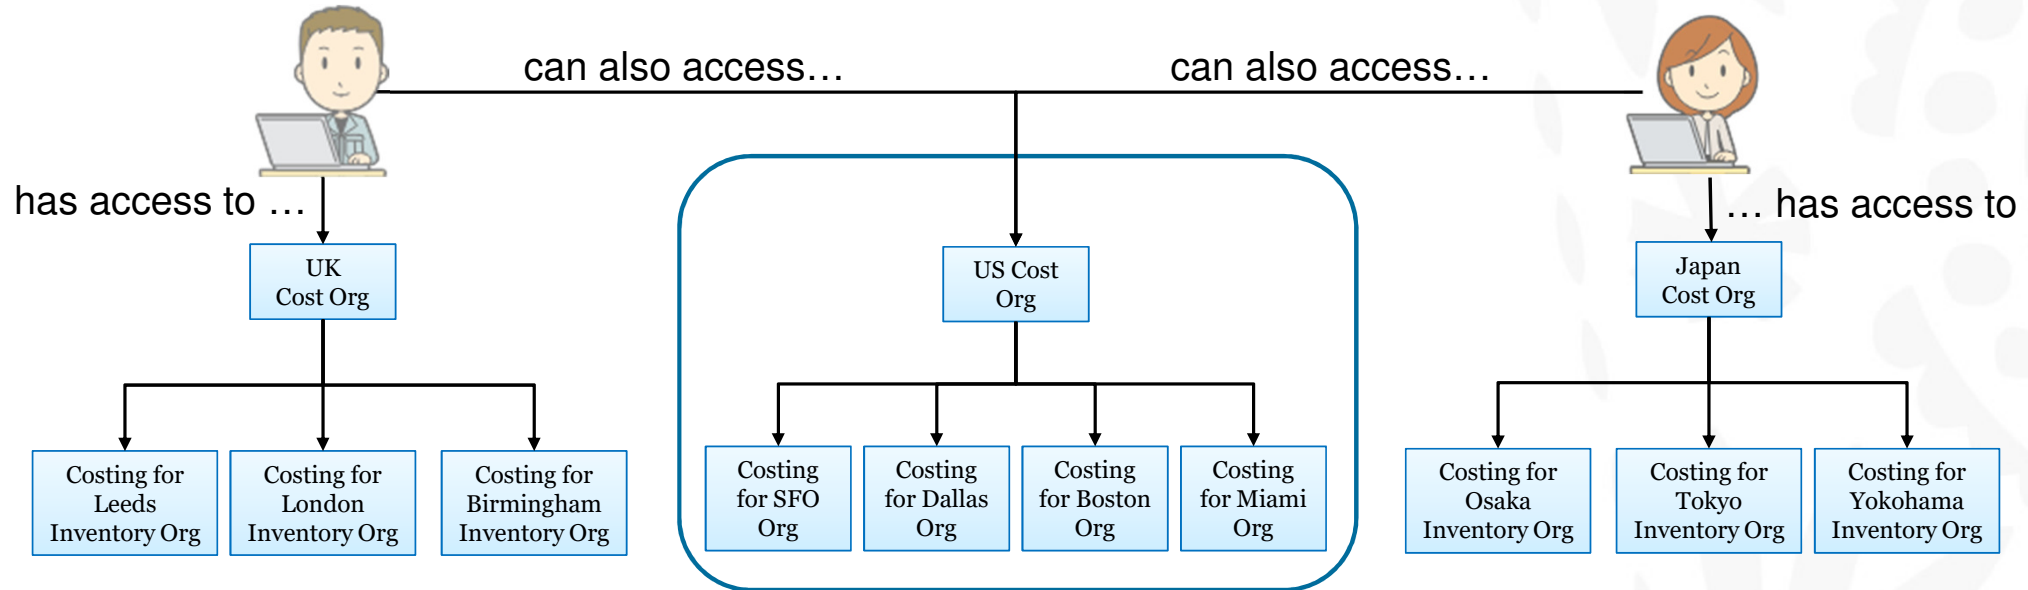 can also access…
can also access…
has access to …
… has access to
UK
Cost Org
US Cost
Org
Japan
Cost Org
Costing for
Leeds
Inventory Org
Costing for
London
Inventory Org
Costing for
Birmingham
Inventory Org
Costing
for SFO
Org
Costing
for Dallas
Org
Costing
for Boston
Org
Costing
for Miami
Org
Costing for
Osaka
Inventory Org
Costing for
Tokyo
Inventory Org
Costing for
Yokohama
Inventory Org